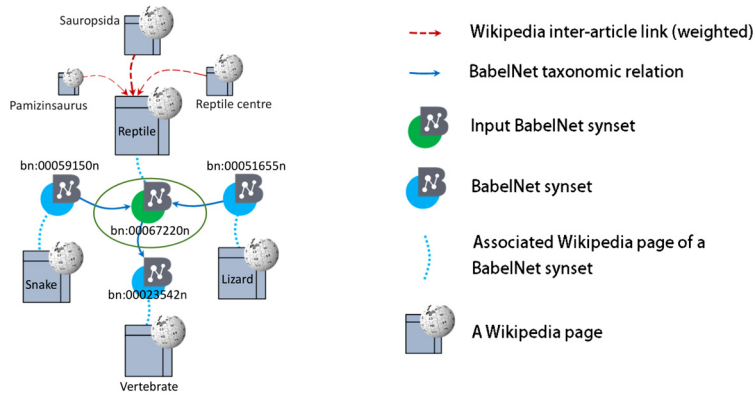 Sauropsida
Pamizinsaurus
Reptile centre
Reptile
bn:00059150n
bn:00051655n
bn:00067220n
Snake
Lizard
bn:00023542n
Vertebrate
Wikipedia inter-article link (weighted)
BabelNet taxonomic relation
Input BabelNet synset
BabelNet synset
Associated Wikipedia page of a
BabelNet synset
A Wikipedia page